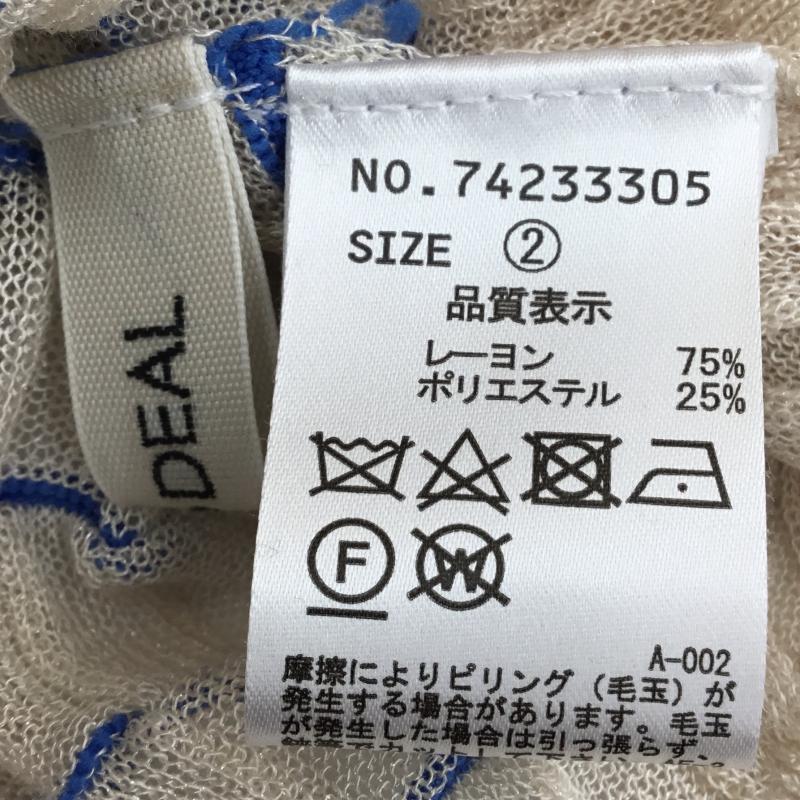 DEAL
NO.74233305
SIZE ②
品質表示
レーヨン 75%
ポリエステル 25%
F W
A-002
摩擦によりピリング（毛玉）が
発生する場合があります。毛玉
が発生した場合は引っ張らず、